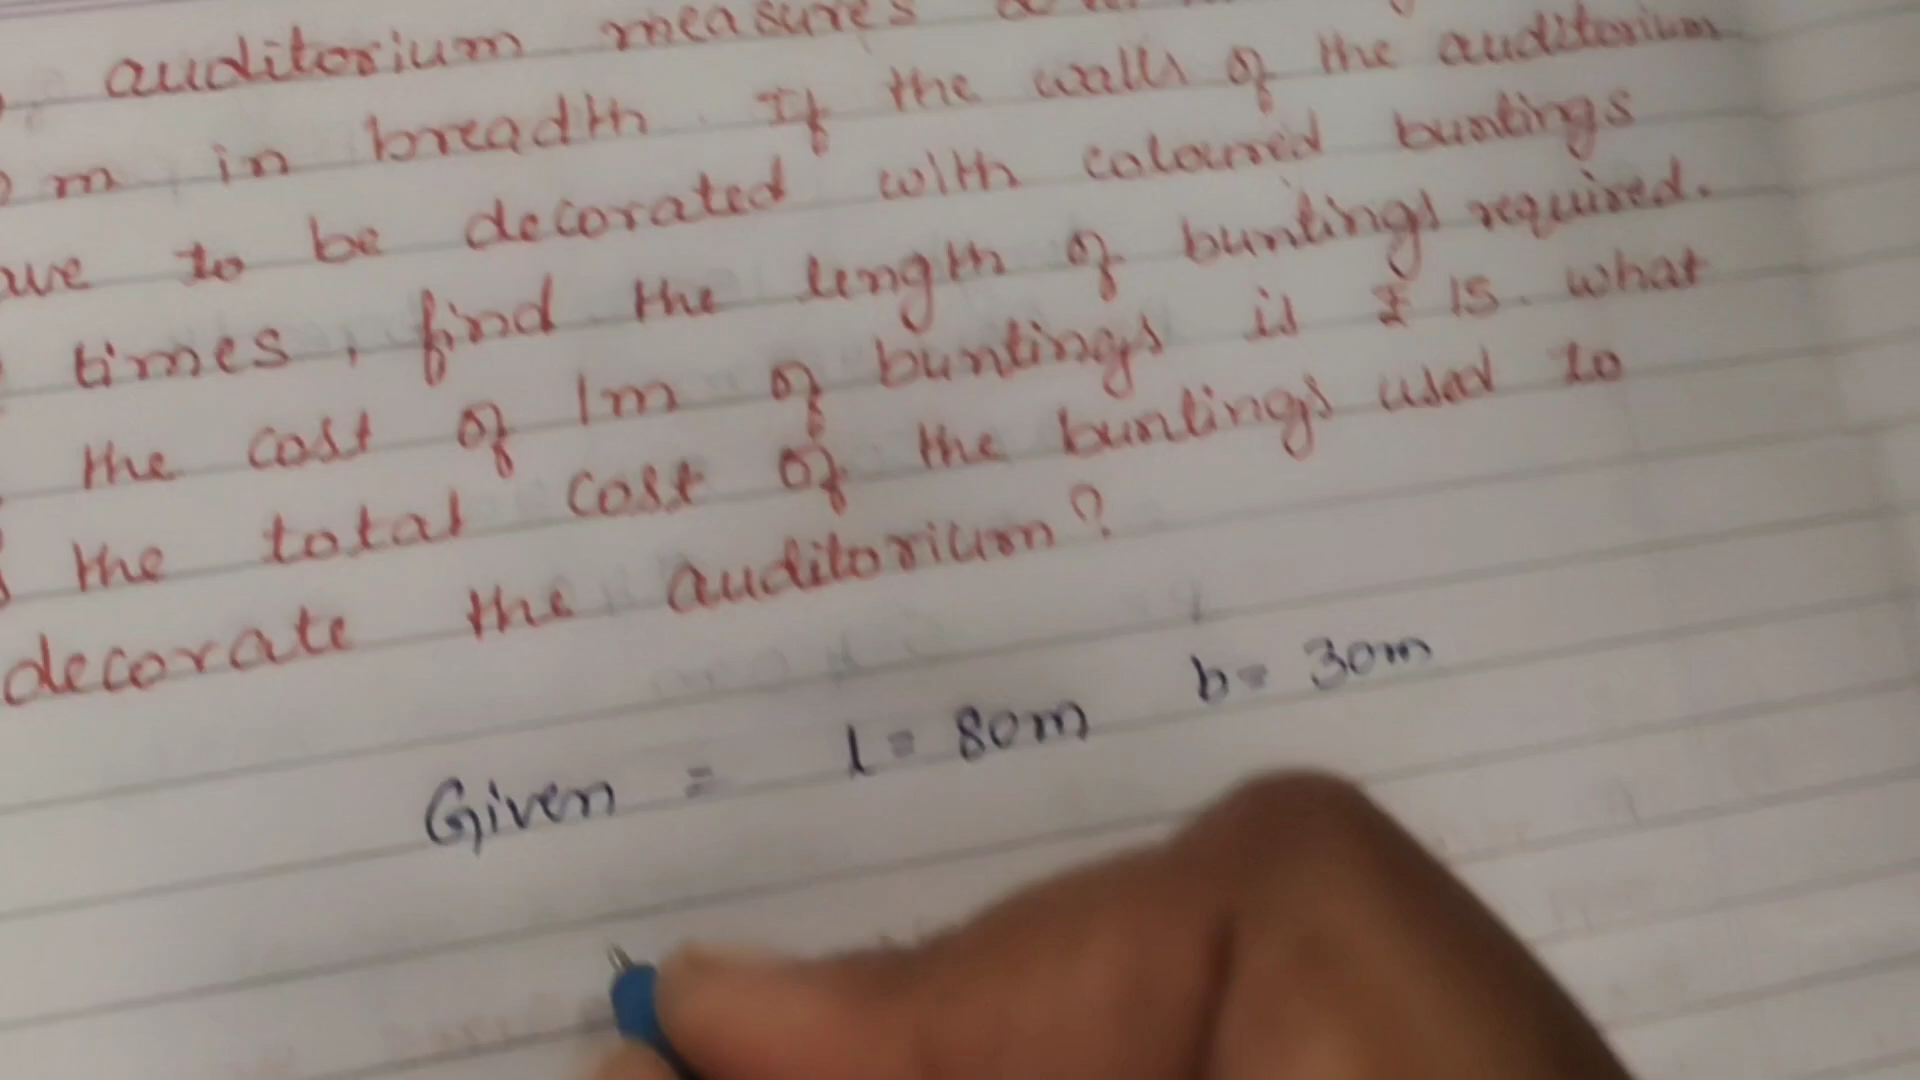 auditorium measures
m in breadth. If the walls of the auditorium
to be decorated with coloured buntings
times, find the length of buntings required.
the cost of 1m of buntings is ₹ 15. what
the total cost of the buntings used to
decorate the auditorium?
Given = l = 80m b = 30m